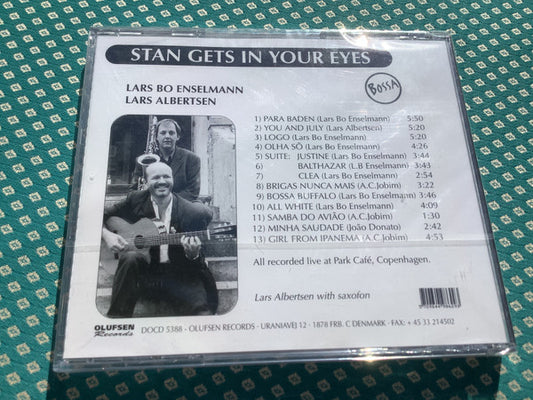 STAN GETS IN YOUR EYES
BOSSA
LARS BO ENSELMANN
LARS ALBERTSEN
1) PARA BADEN (Lars Bo Enselmann) 5:50
2) YOU AND JULY (Lars Albertsen) 5:20
3) LOGO (Lars Bo Enselmann) 5:20
4) OLHA SÔ (Lars Bo Enselmann) 4:26
5) SUITE: JUSTINE (Lars Bo Enselmann) 3:44
6) BALTHAZAR (L.B Enselmann) 3:41
7) CLEA (Lars Bo Enselmann) 2:54
8) BRIGAS NUNCA MAIS (A.C.Jobim) 3:22
9) BOSSA BUFFALO (Lars Bo Enselmann) 3:46
10) ALL WHITE (Lars Bo Enselmann) 4:09
11) SAMBA DO AVIÃO (A.C.Jobim) 1:30
12) MINHA SAUDADE (João Donato) 2:42
13) GIRL FROM IPANEMA (A.C.Jobim) 4:53
All recorded live at Park Café, Copenhagen.
Lars Albertsen with saxofon
OLUFSEN
Records
DOCD 5388 - OLUFSEN RECORDS - URANIAVEJ 12 - 1878 FRB. C DENMARK - FAX: + 45 33 214502